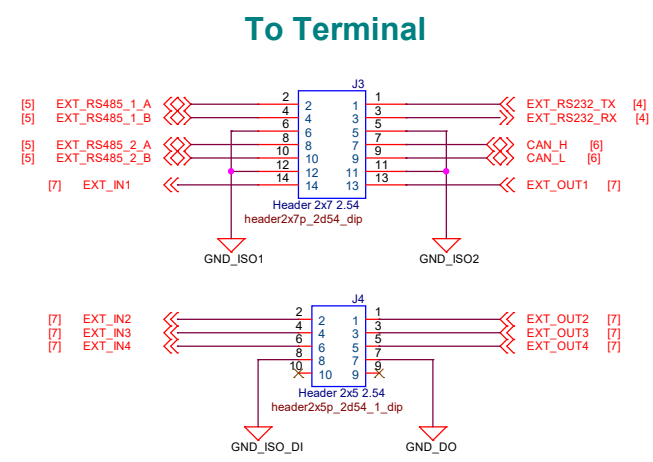 To Terminal
J3
[5] EXT_RS485_1_A 2 2 1 1 EXT_RS232_TX [4]
[5] EXT_RS485_1_B 4 4 3 3 EXT_RS232_RX [4]
6 6 5 5
[5] EXT_RS485_2_A 8 8 7 7 CAN_H [6]
[5] EXT_RS485_2_B 10 10 9 9 CAN_L [6]
12 12 11 11
[7] EXT_IN1 14 14 13 13 EXT_OUT1 [7]
Header 2x7 2.54
header2x7p_2d54_dip
GND_ISO1 GND_ISO2
J4
[7] EXT_IN2 2 2 1 1 EXT_OUT2 [7]
[7] EXT_IN3 4 4 3 3 EXT_OUT3 [7]
[7] EXT_IN4 6 6 5 5 EXT_OUT4 [7]
8 8 7 7
10 10 9 9
Header 2x5 2.54
header2x5p_2d54_1_dip
GND_ISO_DI GND_DO